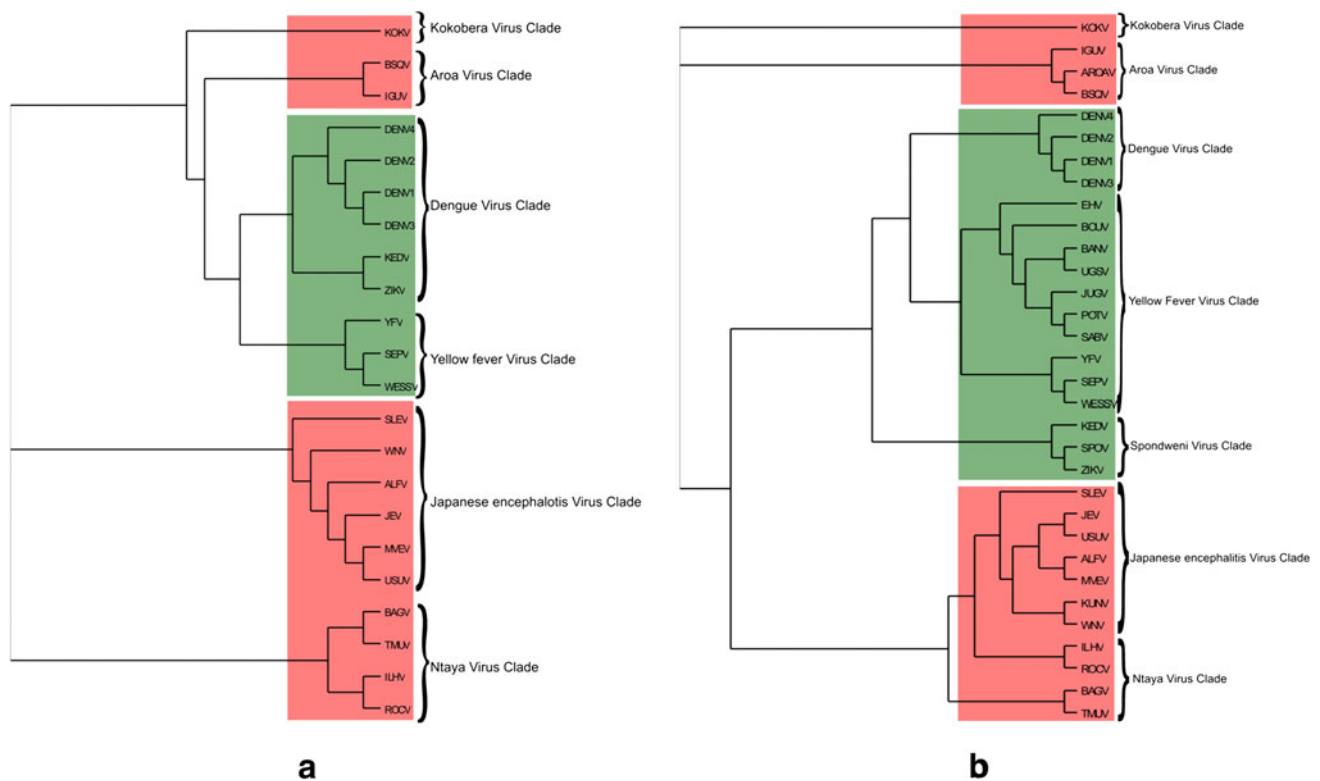 KOKV
Kokobera Virus Clade
BSQV
Aroa Virus Clade
IGUV
DENV4
DENV2
DENV1
Dengue Virus Clade
DENV3
KEDV
ZIKV
YFV
SEPV
Yellow fever Virus Clade
WESSV
SLEV
WNV
ALFV
Japanese encephalotis Virus Clade
JEV
MVEV
USUV
BAGV
TMUV
Ntaya Virus Clade
ILHV
ROCV
a
KOKV
Kokobera Virus Clade
IGUV
AROAV
Aroa Virus Clade
BSQV
DENV4
DENV2
Dengue Virus Clade
DENV1
DENV3
EHV
BOUV
BANV
UGSV
JUGV
Yellow Fever Virus Clade
POTV
SABV
YFV
SEPV
WESSV
KEDV
SPOV
Spondweni Virus Clade
ZIKV
SLEV
JEV
USUV
ALFV
Japanese encephalitis Virus Clade
MVEV
KUNV
WNV
ILHV
ROCV
Ntaya Virus Clade
BAGV
TMUV
b